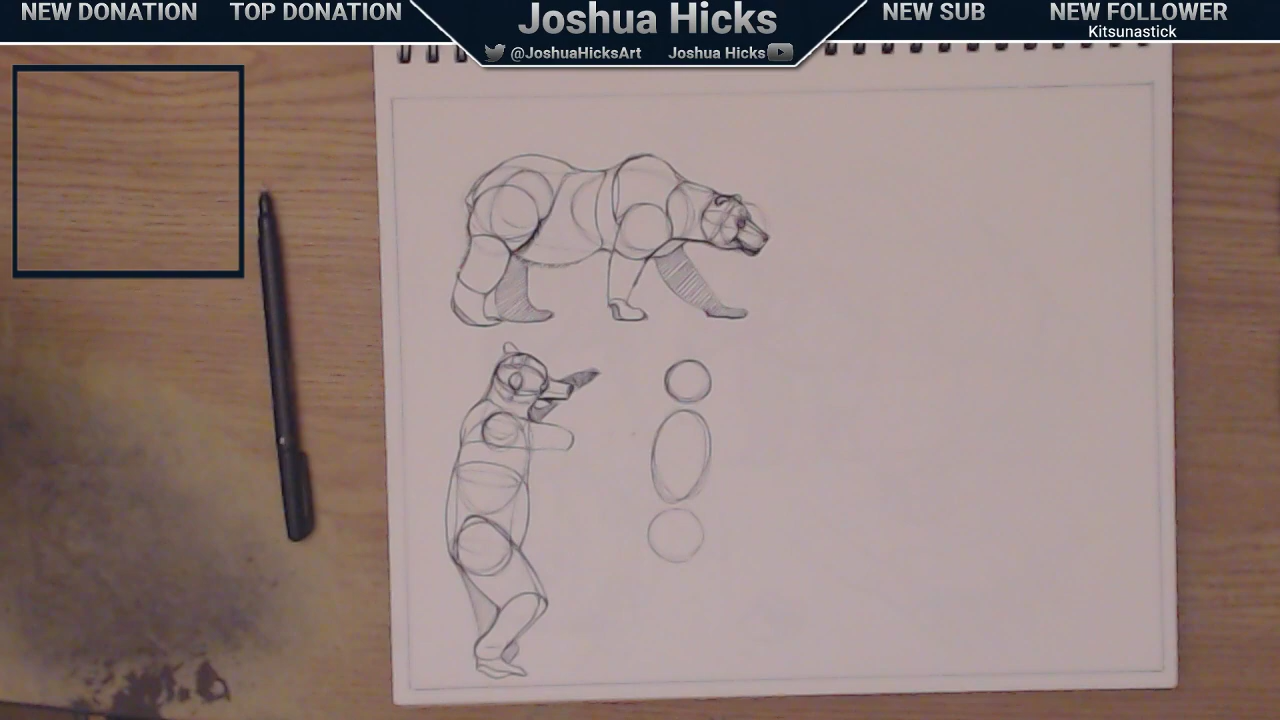 NEW DONATION
TOP DONATION
Joshua Hicks
@JoshuaHicksArt
Joshua Hicks
NEW SUB
NEW FOLLOWER
Kitsunastick